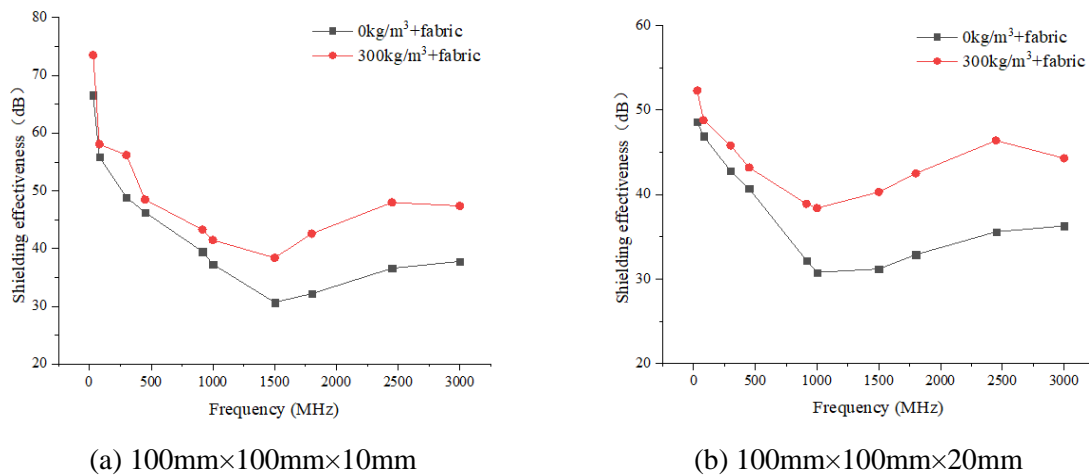 80
70
60
50
40
30
20
0
500
1000
1500
2000
2500
3000
Shielding effectiveness（dB）
Frequency (MHz)
0kg/m³+fabric
300kg/m³+fabric
(a) 100mm×100mm×10mm
60
50
40
30
20
0
500
1000
1500
2000
2500
3000
Shielding effectiveness（dB）
Frequency (MHz)
0kg/m³+fabric
300kg/m³+fabric
(b) 100mm×100mm×20mm